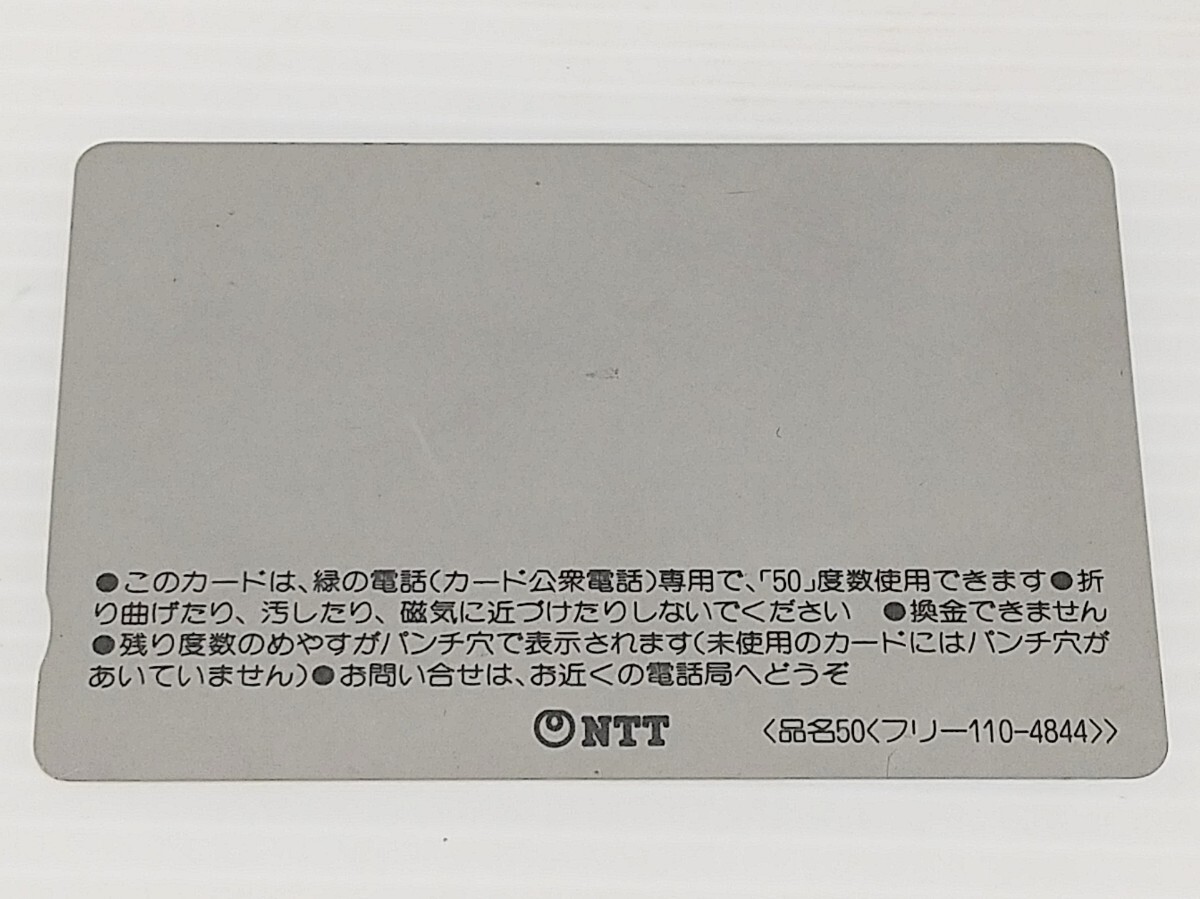 ●このカードは、緑の電話(カード公衆電話)専用で、「50」度数使用できます●折
り曲げたり、汚したり、磁気に近づけたりしないでください ●換金できません
●残り度数のめやすがパンチ穴で表示されます(未使用のカードにはパンチ穴が
あいていません)●お問い合せは、お近くの電話局へどうぞ
NTT 〈品名50〈フリー110-4844〉〉